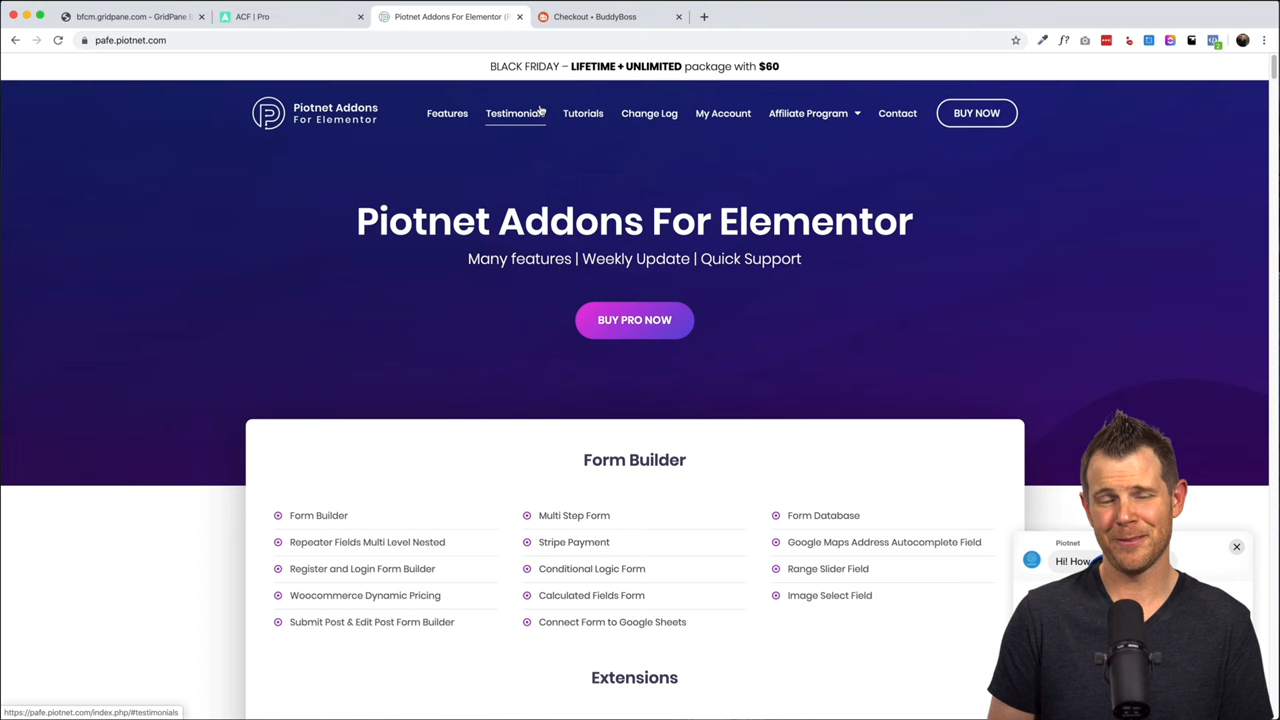 bfcm.gridpane.com - GridPane B
ACF | Pro
Piotnet Addons For Elementor (P
Checkout • BuddyBoss
pafe.piotnet.com
BLACK FRIDAY – LIFETIME + UNLIMITED package with $60
Piotnet Addons
For Elementor
Features
Testimonials
Tutorials
Change Log
My Account
Affiliate Program
Contact
BUY NOW
Piotnet Addons For Elementor
Many features | Weekly Update | Quick Support
BUY PRO NOW
Form Builder
Form Builder
Multi Step Form
Form Database
Repeater Fields Multi Level Nested
Stripe Payment
Google Maps Address Autocomplete Field
Register and Login Form Builder
Conditional Logic Form
Range Slider Field
Woocommerce Dynamic Pricing
Calculated Fields Form
Image Select Field
Submit Post & Edit Post Form Builder
Connect Form to Google Sheets
Extensions
Piotnet
Hi! How
https://pafe.piotnet.com/index.php/#testimonials